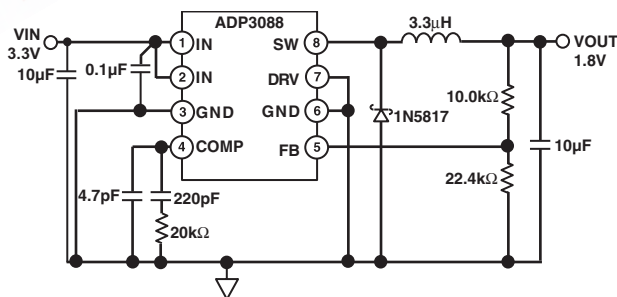 ADP3088
VIN
3.3V
10µF
0.1µF
1 IN
2 IN
3 GND
4 COMP
SW 8
DRV 7
GND 6
FB 5
3.3µH
VOUT
1.8V
10.0kΩ
1N5817
10µF
22.4kΩ
4.7pF
220pF
20kΩ